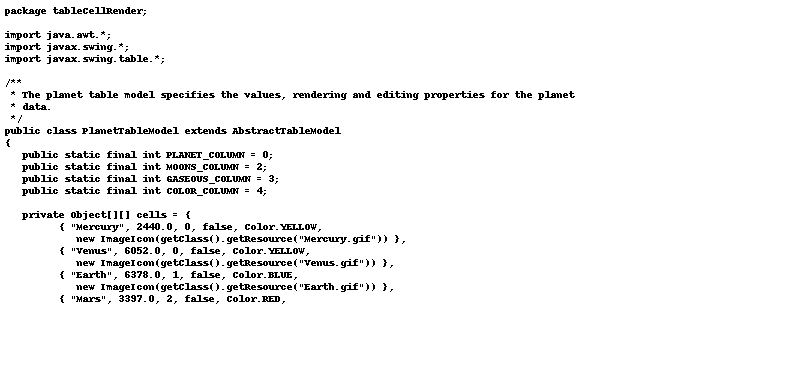 package tableCellRender;
import java.awt.*;
import javax.swing.*;
import javax.swing.table.*;
/**
 * The planet table model specifies the values, rendering and editing properties for the planet
 * data.
 */
public class PlanetTableModel extends AbstractTableModel
{
   public static final int PLANET_COLUMN = 0;
   public static final int MOONS_COLUMN = 2;
   public static final int GASEOUS_COLUMN = 3;
   public static final int COLOR_COLUMN = 4;
   private Object[][] cells = {
         { "Mercury", 2440.0, 0, false, Color.YELLOW,
            new ImageIcon(getClass().getResource("Mercury.gif")) },
         { "Venus", 6052.0, 0, false, Color.YELLOW,
            new ImageIcon(getClass().getResource("Venus.gif")) },
         { "Earth", 6378.0, 1, false, Color.BLUE,
            new ImageIcon(getClass().getResource("Earth.gif")) },
         { "Mars", 3397.0, 2, false, Color.RED,